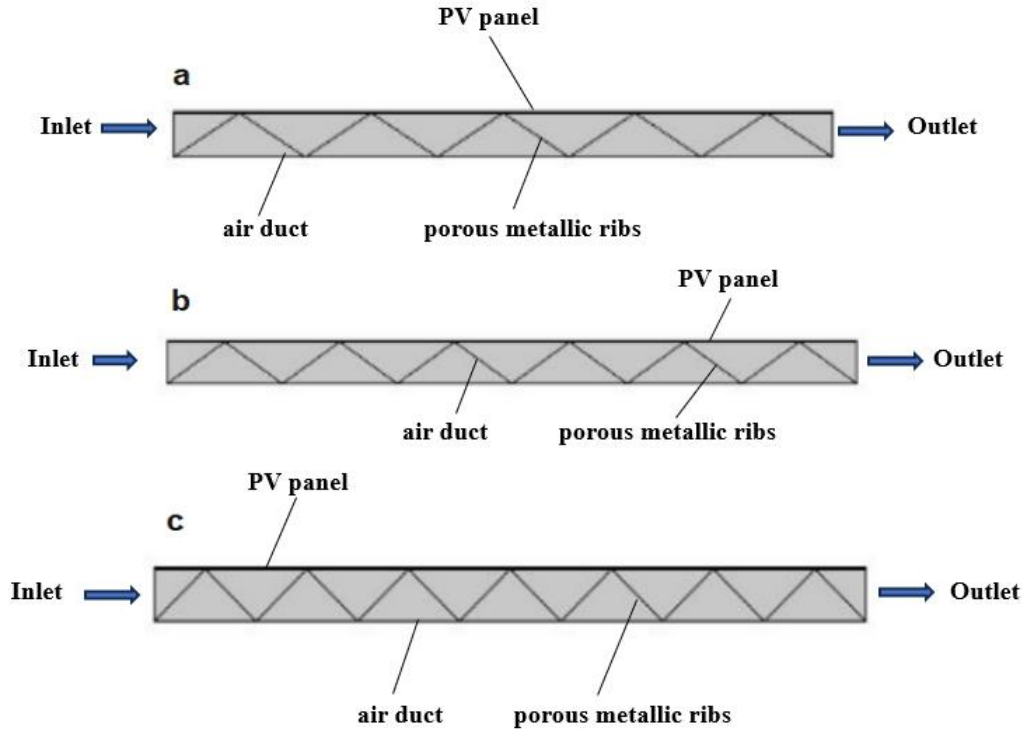 PV panel
a
Inlet
Outlet
air duct
porous metallic ribs
PV panel
b
Inlet
Outlet
air duct
porous metallic ribs
PV panel
c
Inlet
Outlet
air duct
porous metallic ribs